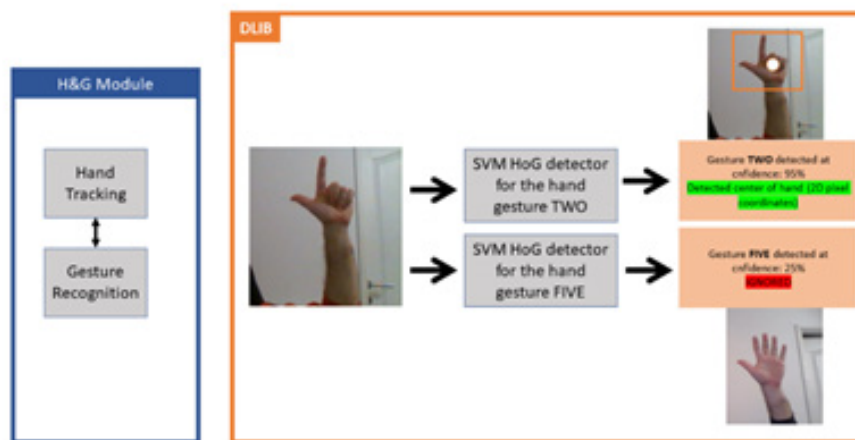 DLIB
H&G Module
Hand
Tracking
Gesture
Recognition
SVM HoG detector
for the hand
gesture TWO
SVM HoG detector
for the hand
gesture FIVE
Gesture TWO detected at
cnfidence: 95%
Detected center of hand (2D pixel
coordinates)
Gesture FIVE detected at
cnfidence: 25%
IGNORED